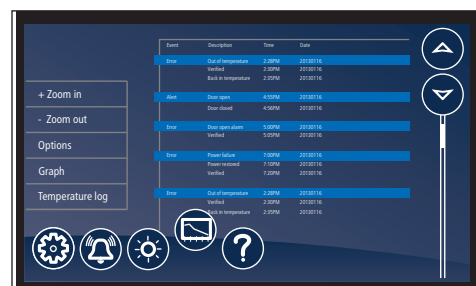 Event Description Time Date
Error Out of temperature 2:28PM 20130116
Verified 2:30PM 20130116
Back in temperature 2:35PM 20130116
Alert Door open 4:55PM 20130116
Door closed 4:56PM 20130116
Error Door open alarm 5:00PM 20130116
Verified 5:05PM 20130116
Error Power failure 7:00PM 20130116
Power restored 7:10PM 20130116
Verified 7:20PM 20130116
Error Out of temperature 2:28PM 20130116
Verified 2:30PM 20130116
Back in temperature 2:35PM 20130116
+ Zoom in
- Zoom out
Options
Graph
Temperature log
?